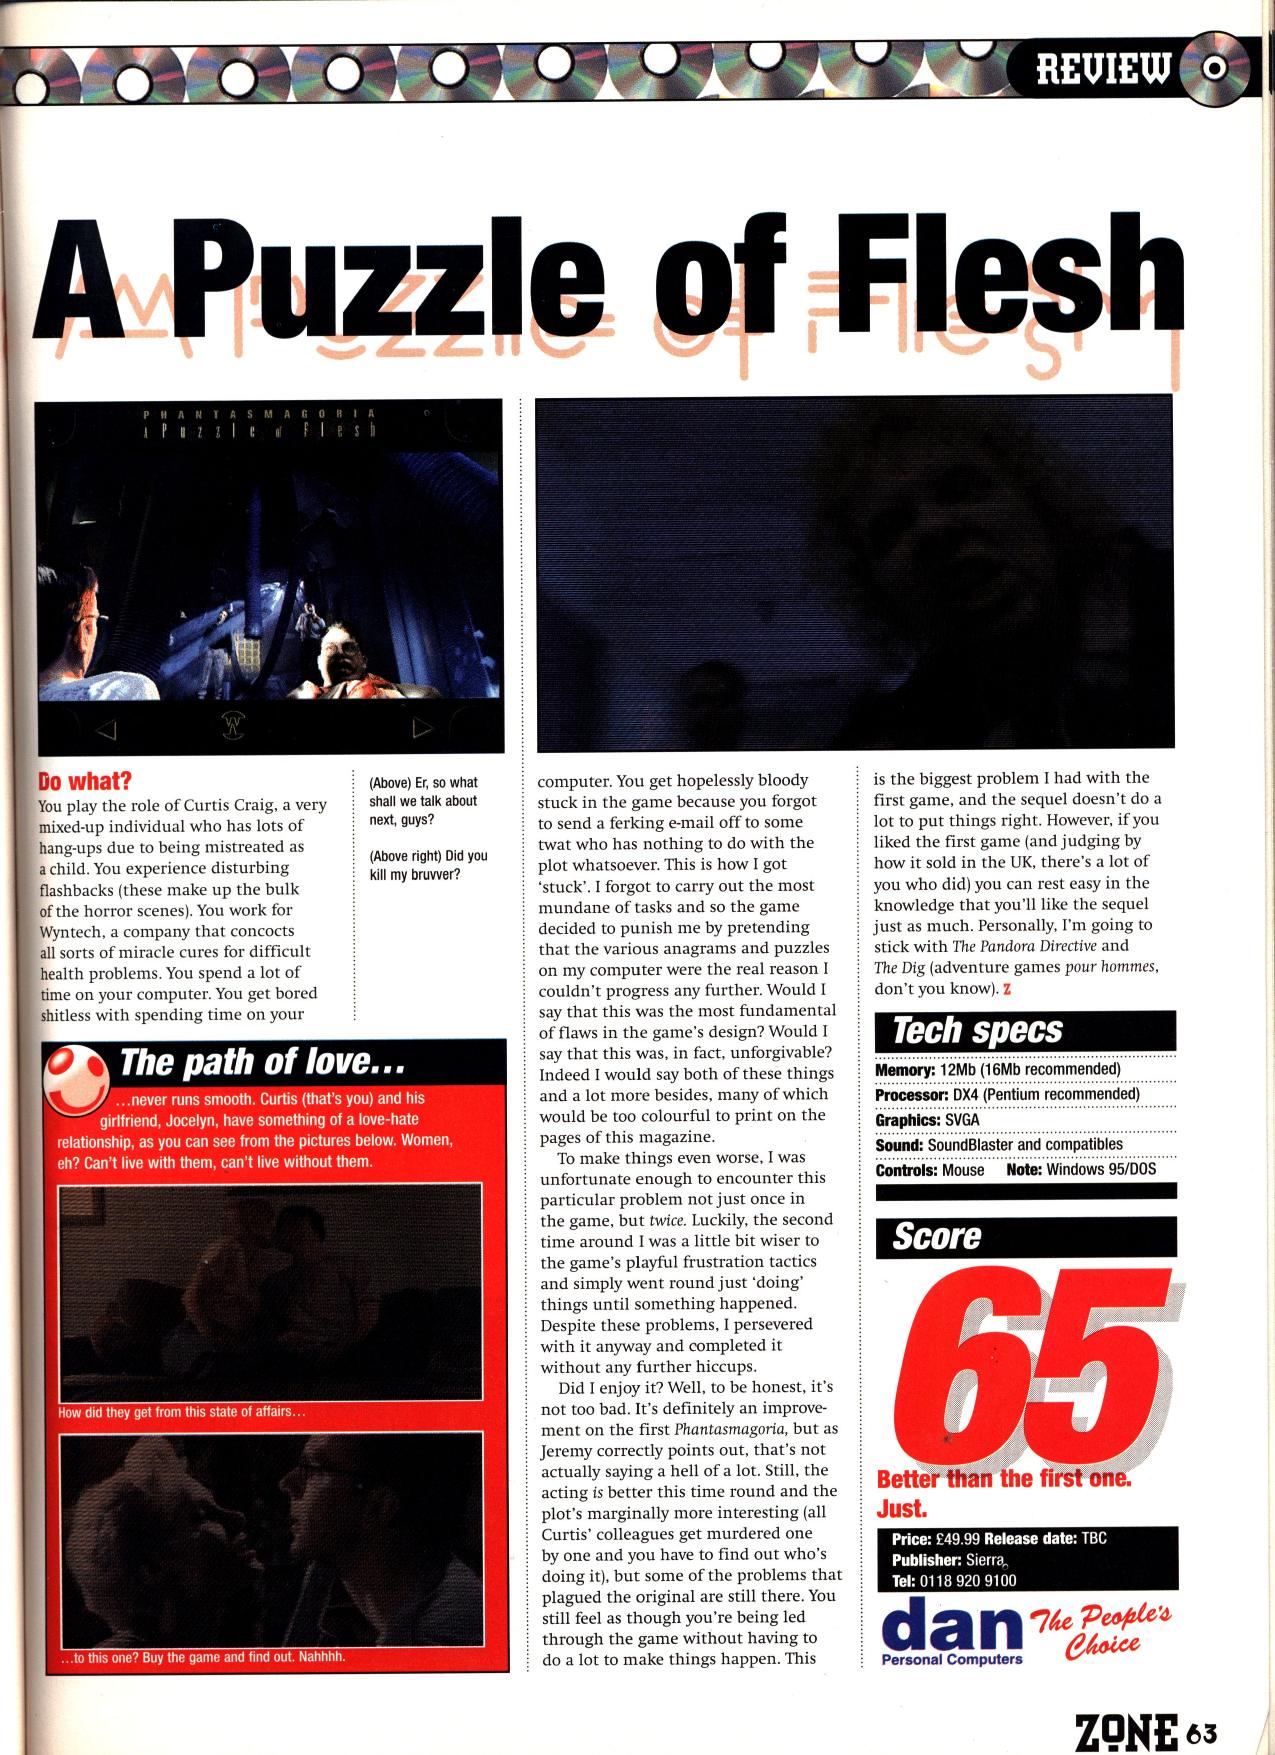 REVIEW
A Puzzle of Flesh
PHANTASMAGORIA
A Puzzle of Flesh
Do what?
You play the role of Curtis Craig, a very
mixed-up individual who has lots of
hang-ups due to being mistreated as
a child. You experience disturbing
flashbacks (these make up the bulk
of the horror scenes). You work for
Wyntech, a company that concocts
all sorts of miracle cures for difficult
health problems. You spend a lot of
time on your computer. You get bored
shitless with spending time on your
(Above) Er, so what
shall we talk about
next, guys?
(Above right) Did you
kill my bruvver?
The path of love...
...never runs smooth. Curtis (that's you) and his
girlfriend, Jocelyn, have something of a love-hate
relationship, as you can see from the pictures below. Women,
eh? Can't live with them, can't live without them.
How did they get from this state of affairs...
...to this one? Buy the game and find out. Nahhhh.
computer. You get hopelessly bloody
stuck in the game because you forgot
to send a ferking e-mail off to some
twat who has nothing to do with the
plot whatsoever. This is how I got
‘stuck’. I forgot to carry out the most
mundane of tasks and so the game
decided to punish me by pretending
that the various anagrams and puzzles
on my computer were the real reason I
couldn't progress any further. Would I
say that this was the most fundamental
of flaws in the game's design? Would I
say that this was, in fact, unforgivable?
Indeed I would say both of these things
and a lot more besides, many of which
would be too colourful to print on the
pages of this magazine.
To make things even worse, I was
unfortunate enough to encounter this
particular problem not just once in
the game, but twice. Luckily, the second
time around I was a little bit wiser to
the game's playful frustration tactics
and simply went round just ‘doing’
things until something happened.
Despite these problems, I persevered
with it anyway and completed it
without any further hiccups.
Did I enjoy it? Well, to be honest, it's
not too bad. It's definitely an improve-
ment on the first Phantasmagoria, but as
Jeremy correctly points out, that's not
actually saying a hell of a lot. Still, the
acting is better this time round and the
plot's marginally more interesting (all
Curtis' colleagues get murdered one
by one and you have to find out who's
doing it), but some of the problems that
plagued the original are still there. You
still feel as though you're being led
through the game without having to
do a lot to make things happen. This
is the biggest problem I had with the
first game, and the sequel doesn't do a
lot to put things right. However, if you
liked the first game (and judging by
how it sold in the UK, there's a lot of
you who did) you can rest easy in the
knowledge that you'll like the sequel
just as much. Personally, I'm going to
stick with The Pandora Directive and
The Dig (adventure games pour hommes,
don't you know). Z
Tech specs
Memory: 12Mb (16Mb recommended)
Processor: DX4 (Pentium recommended)
Graphics: SVGA
Sound: SoundBlaster and compatibles
Controls: Mouse Note: Windows 95/DOS
Score
65
Better than the first one.
Just.
Price: £49.99 Release date: TBC
Publisher: Sierra
Tel: 0118 920 9100
dan
Personal Computers
The People's
Choice
ZONE 63